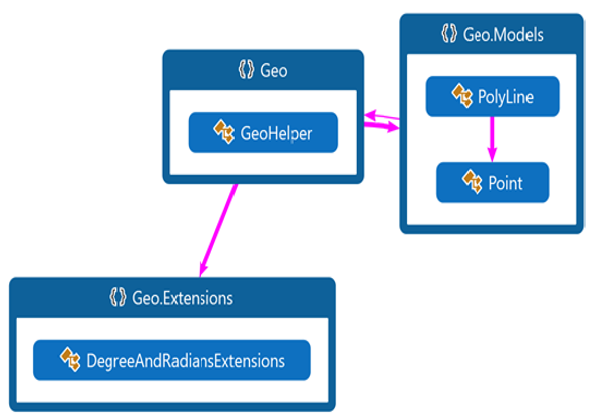 Geo
GeoHelper
Geo.Models
PolyLine
Point
Geo.Extensions
DegreeAndRadiansExtensions